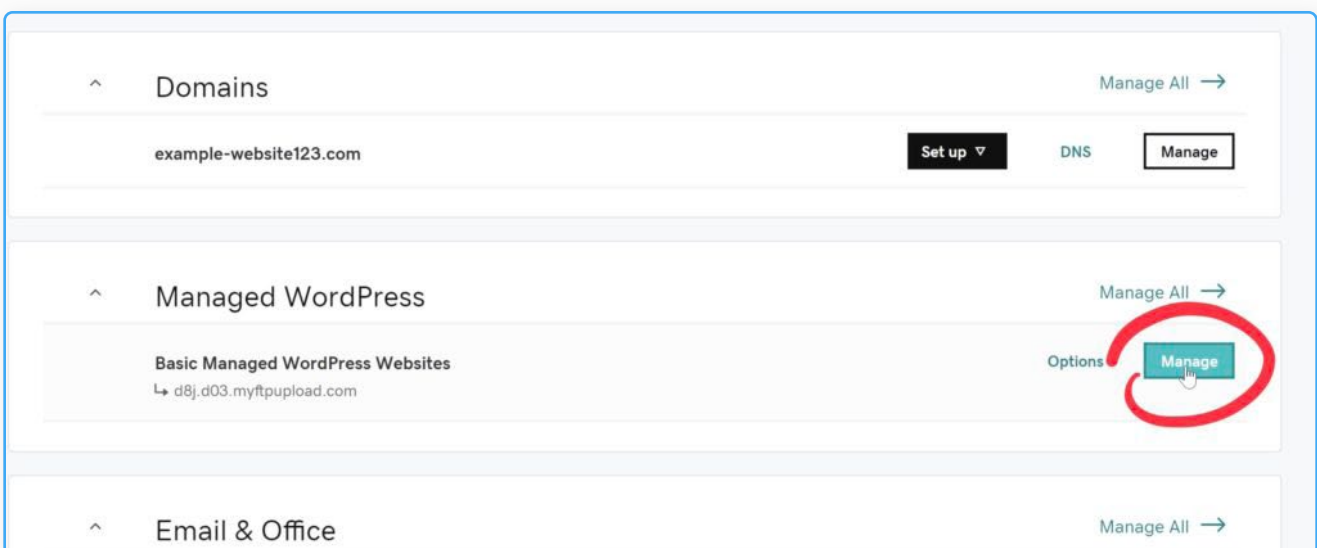 Domains Manage All →
example-website123.com Set up ▿ DNS Manage
Managed WordPress Manage All →
Basic Managed WordPress Websites Options Manage
↳ d8j.d03.myftpupload.com
Email & Office Manage All →